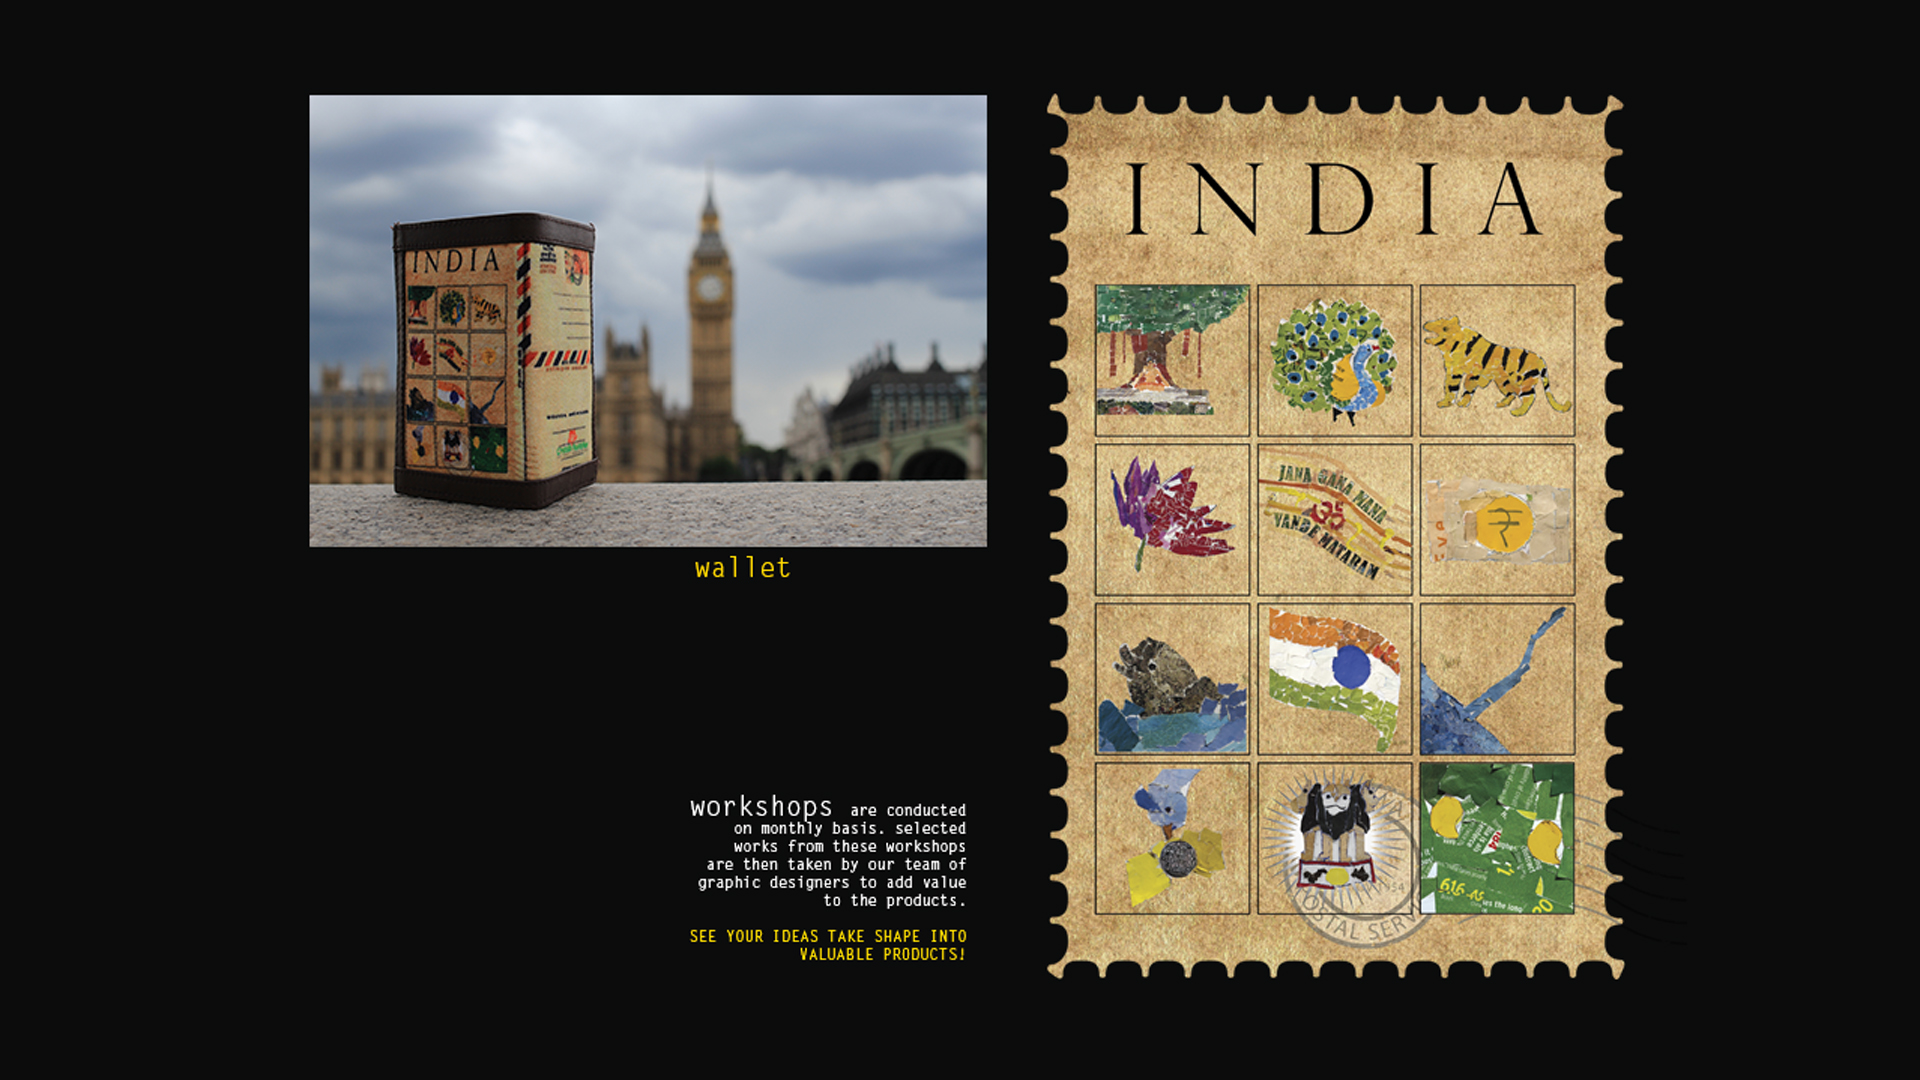 INDIA
wallet
workshops are conducted
on monthly basis. selected
works from these workshops
are then taken by our team of
graphic designers to add value
to the products.
SEE YOUR IDEAS TAKE SHAPE INTO
VALUABLE PRODUCTS!
INDIA
JANA GANA MANA
VANDE MATARAM
₹
616